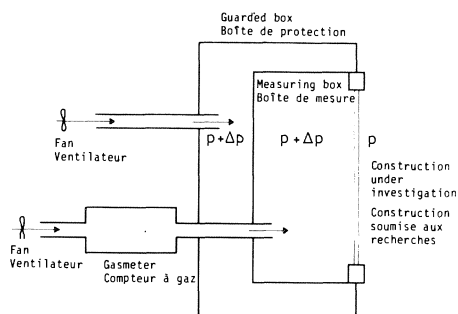 Guarded box
Boîte de protection
Measuring box
Boîte de mesure
p + Δp
p + Δp
p
Fan
Ventilateur
Construction
under
investigation
Construction
soumise aux
recherches
Fan
Ventilateur
Gasmeter
Compteur à gaz